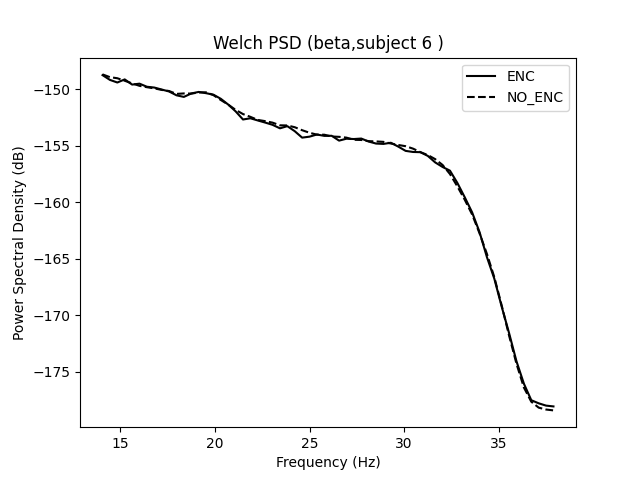 Welch PSD (beta,subject 6 )
ENC
NO_ENC
Power Spectral Density (dB)
−150
−155
−160
−165
−170
−175
15 20 25 30 35
Frequency (Hz)